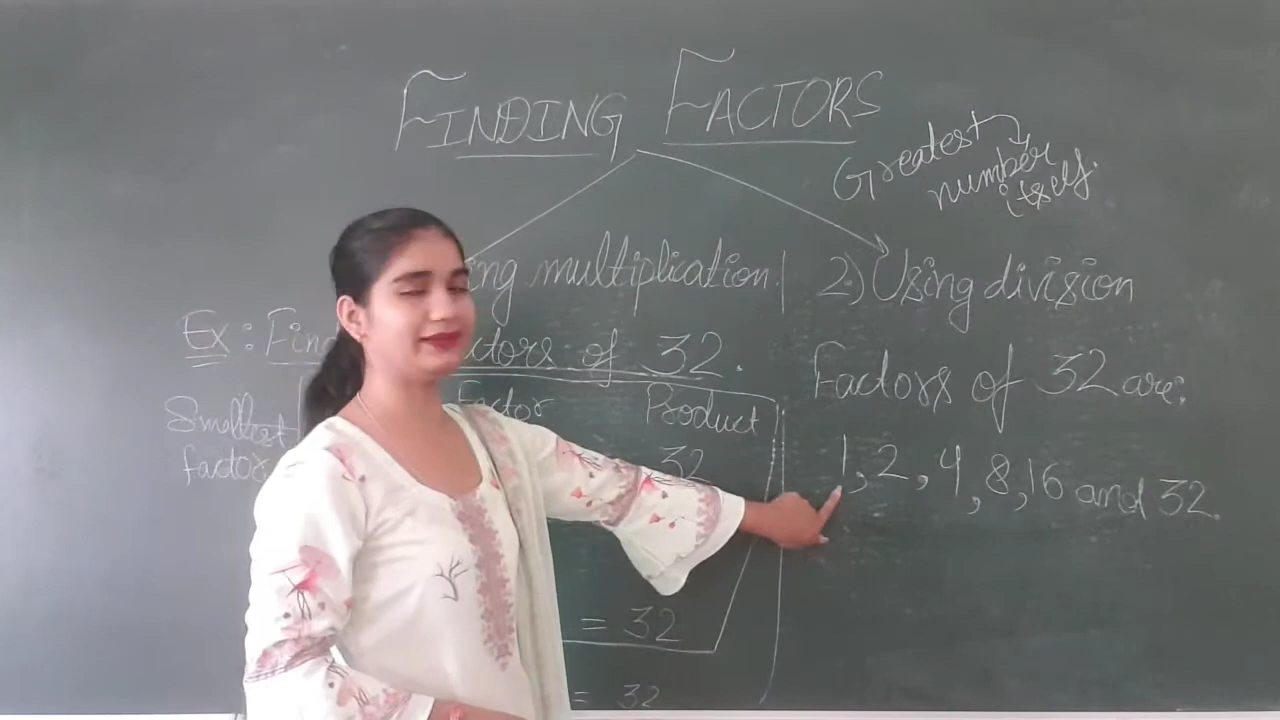 FINDING FACTORS
Greatest
number
itself.
ing multiplication
2) Using division
Ex: Fin
ctors of 32.
Factors of 32 are:
Smallest
factor
Factor Product
32
1, 2, 4, 8, 16 and 32.
= 32
= 32